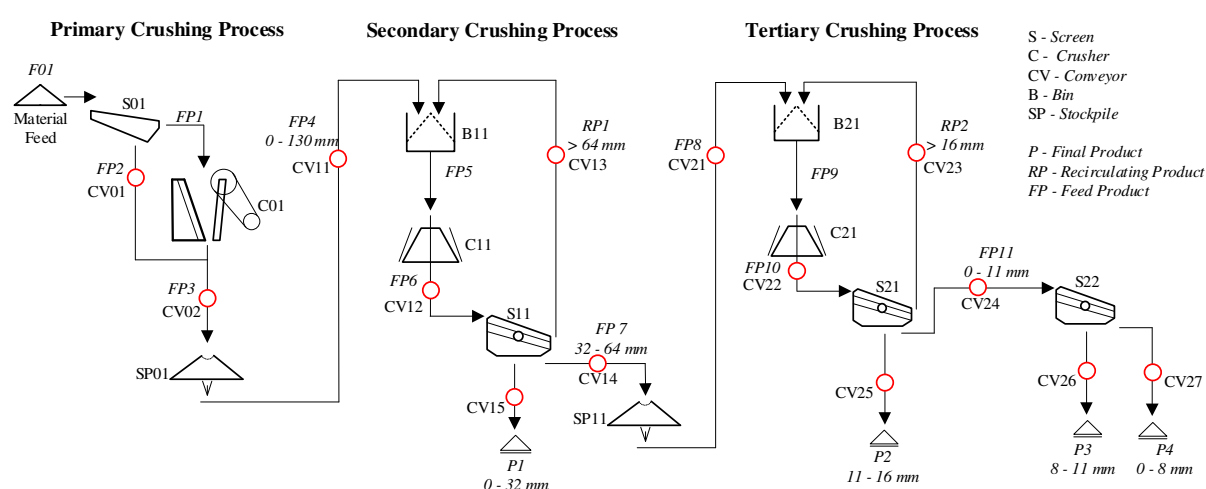 Primary Crushing Process
Secondary Crushing Process
Tertiary Crushing Process
S - Screen
C - Crusher
CV - Conveyor
B - Bin
SP - Stockpile
P - Final Product
RP - Recirculating Product
FP - Feed Product
F01
Material
Feed
S01
FP1
FP2
CV01
C01
FP3
CV02
SP01
FP4
0 - 130 mm
CV11
B11
RP1
> 64 mm
CV13
FP5
C11
FP6
CV12
S11
FP 7
32 - 64 mm
CV14
CV15
SP11
P1
0 - 32 mm
FP8
CV21
B21
RP2
> 16 mm
CV23
FP9
C21
FP10
CV22
S21
FP11
0 - 11 mm
CV24
S22
CV25
CV26
CV27
P2
11 - 16 mm
P3
8 - 11 mm
P4
0 - 8 mm